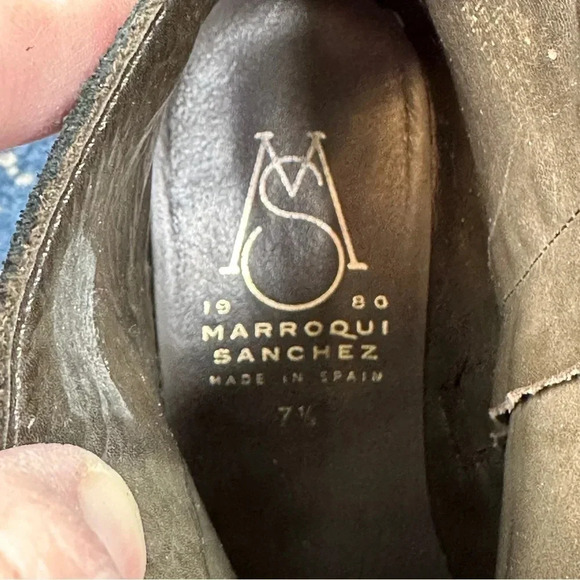 MS
19 80
MARROQUI
SANCHEZ
MADE IN SPAIN
7½